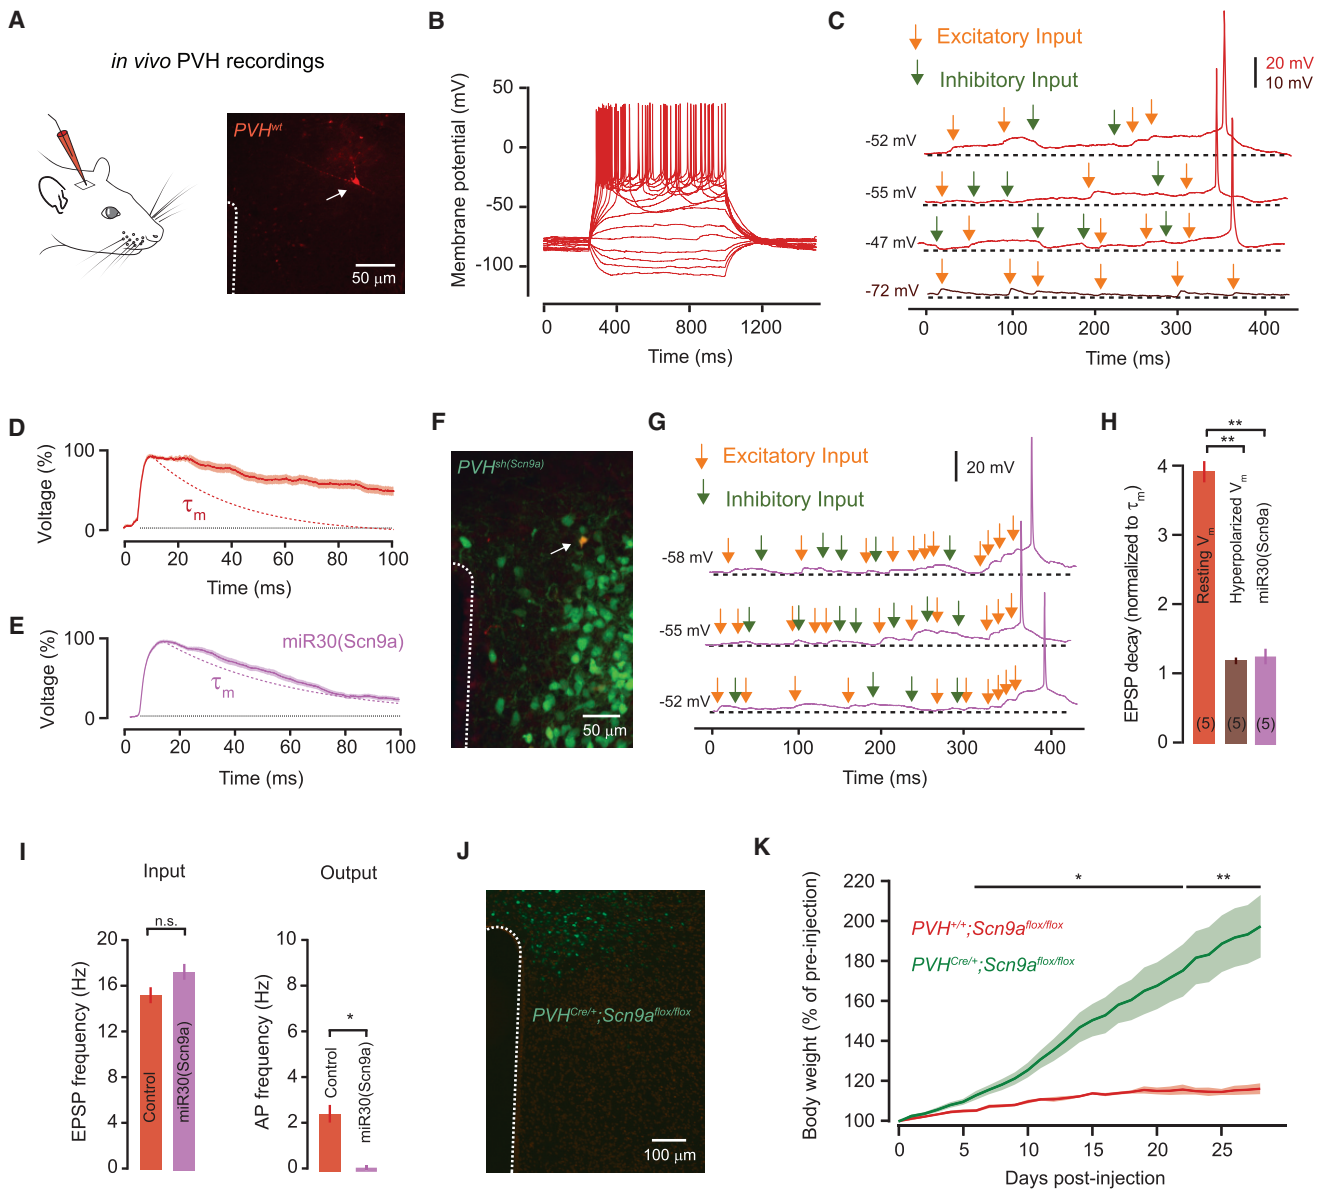 A
in vivo PVH recordings
PVHwt
50 μm
B
Membrane potential (mV)
50
0
-50
-100
0 400 800 1200
Time (ms)
C
Excitatory Input
Inhibitory Input
20 mV
10 mV
-52 mV
-55 mV
-47 mV
-72 mV
0 100 200 300 400
Time (ms)
D
Voltage (%)
100
0
τm
0 20 40 60 80 100
Time (ms)
E
Voltage (%)
100
0
miR30(Scn9a)
τm
0 20 40 60 80 100
Time (ms)
F
PVHsh(Scn9a)
50 μm
G
Excitatory Input
Inhibitory Input
20 mV
-58 mV
-55 mV
-52 mV
0 100 200 300 400
Time (ms)
H
**
**
EPSP decay (normalized to τm)
4
3
2
1
0
Resting Vm
Hyperpolarized Vm
miR30(Scn9a)
(5) (5) (5)
I
Input
n.s.
EPSP frequency (Hz)
20
16
12
8
4
0
Control
miR30(Scn9a)
Output
*
AP frequency (Hz)
10
8
6
4
2
0
Control
miR30(Scn9a)
J
PVHCre/+;Scn9aflox/flox
100 μm
K
Body weight (% of pre-injection)
220
200
180
160
140
120
100
* **
PVH+/+;Scn9aflox/flox
PVHCre/+;Scn9aflox/flox
0 5 10 15 20 25
Days post-injection